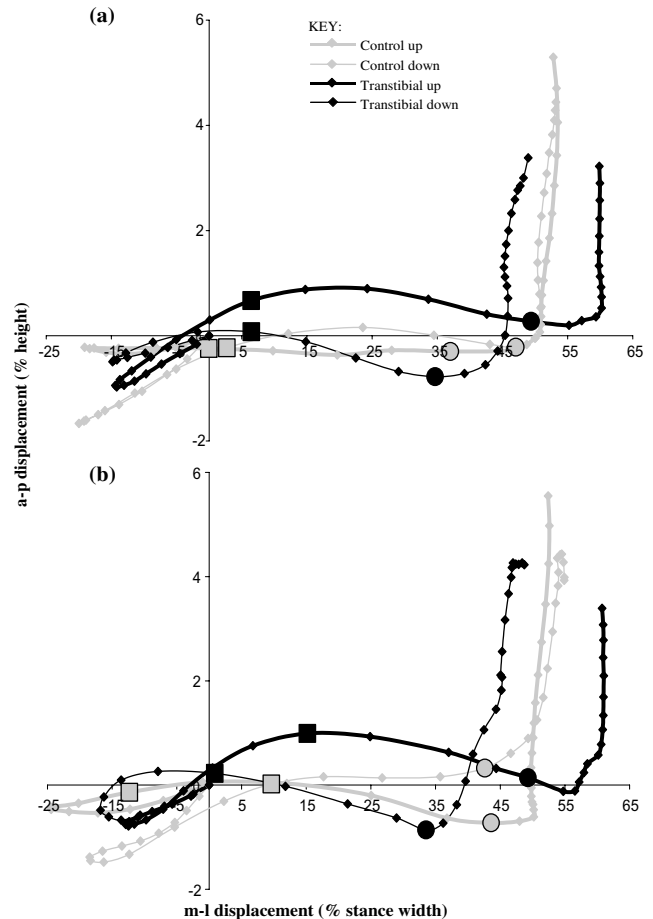 (a)
KEY:
Control up
Control down
Transtibial up
Transtibial down
6
4
2
-2
-25 -15 -5 5 15 25 35 45 55 65
a-p displacement (% height)
(b)
6
4
2
-2
-25 -15 -5 5 15 25 35 45 55 65
m-l displacement (% stance width)